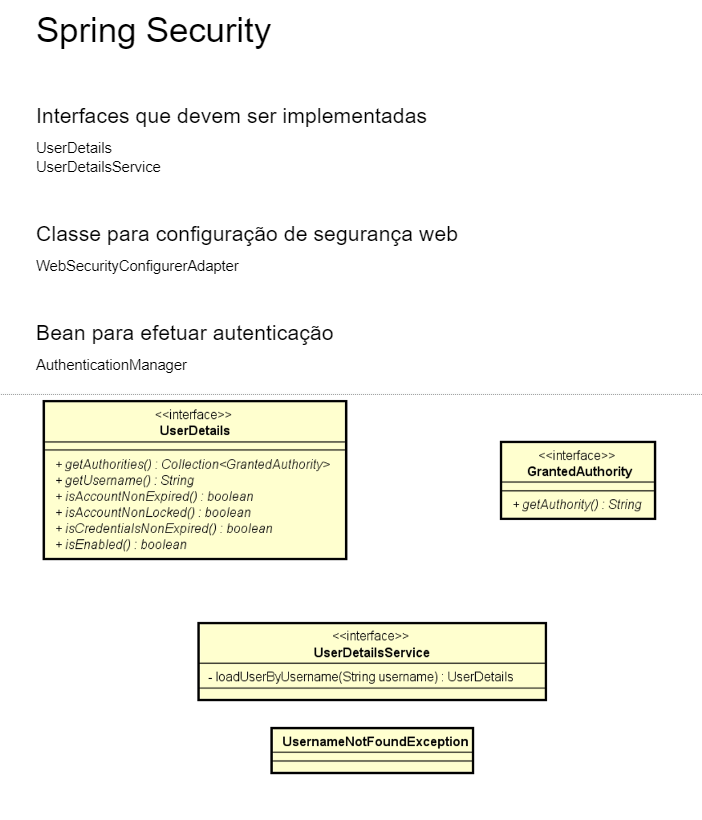 Spring Security
Interfaces que devem ser implementadas
UserDetails
UserDetailsService
Classe para configuração de segurança web
WebSecurityConfigurerAdapter
Bean para efetuar autenticação
AuthenticationManager
<<interface>>
UserDetails
+ getAuthorities() : Collection<GrantedAuthority>
+ getUsername() : String
+ isAccountNonExpired() : boolean
+ isAccountNonLocked() : boolean
+ isCredentialsNonExpired() : boolean
+ isEnabled() : boolean
<<interface>>
GrantedAuthority
+ getAuthority() : String
<<interface>>
UserDetailsService
- loadUserByUsername(String username) : UserDetails
UsernameNotFoundException